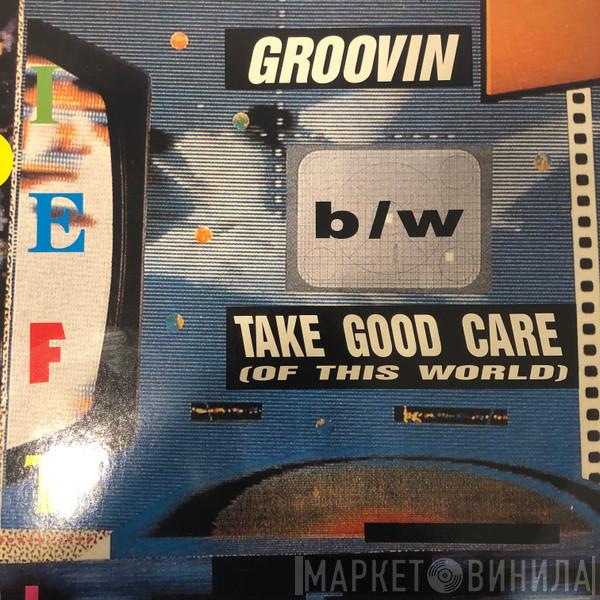 I
E
F
T
GROOVIN
b/w
TAKE GOOD CARE
(OF THIS WORLD)
МАРКЕТ ВИНИЛА